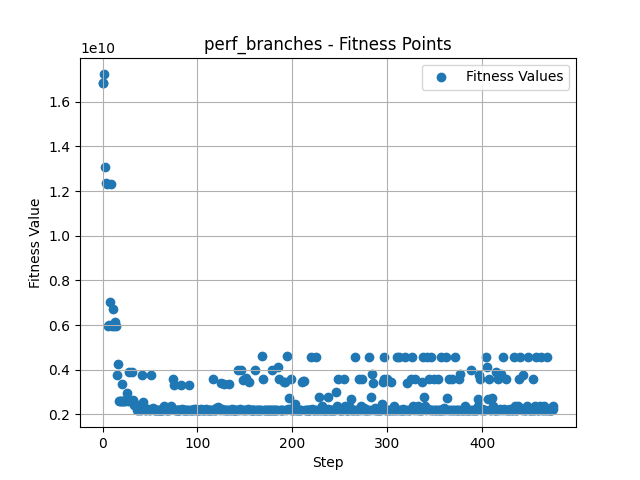 perf_branches - Fitness Points
1e10
Fitness Values
1.6
1.4
1.2
1.0
0.8
0.6
0.4
0.2
Fitness Value
0
100
200
300
400
Step